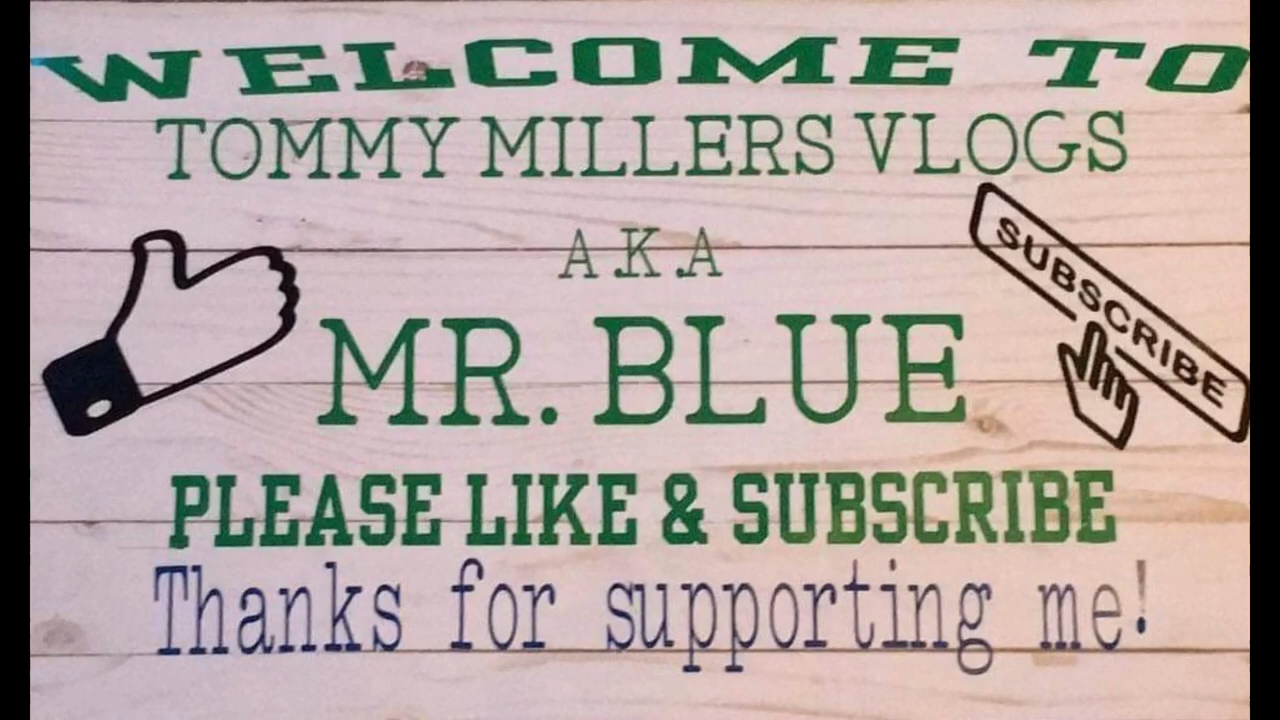 WELCOME TO
TOMMY MILLERS VLOGS
A.K.A
MR. BLUE
SUBSCRIBE
PLEASE LIKE & SUBSCRIBE
Thanks for supporting me!